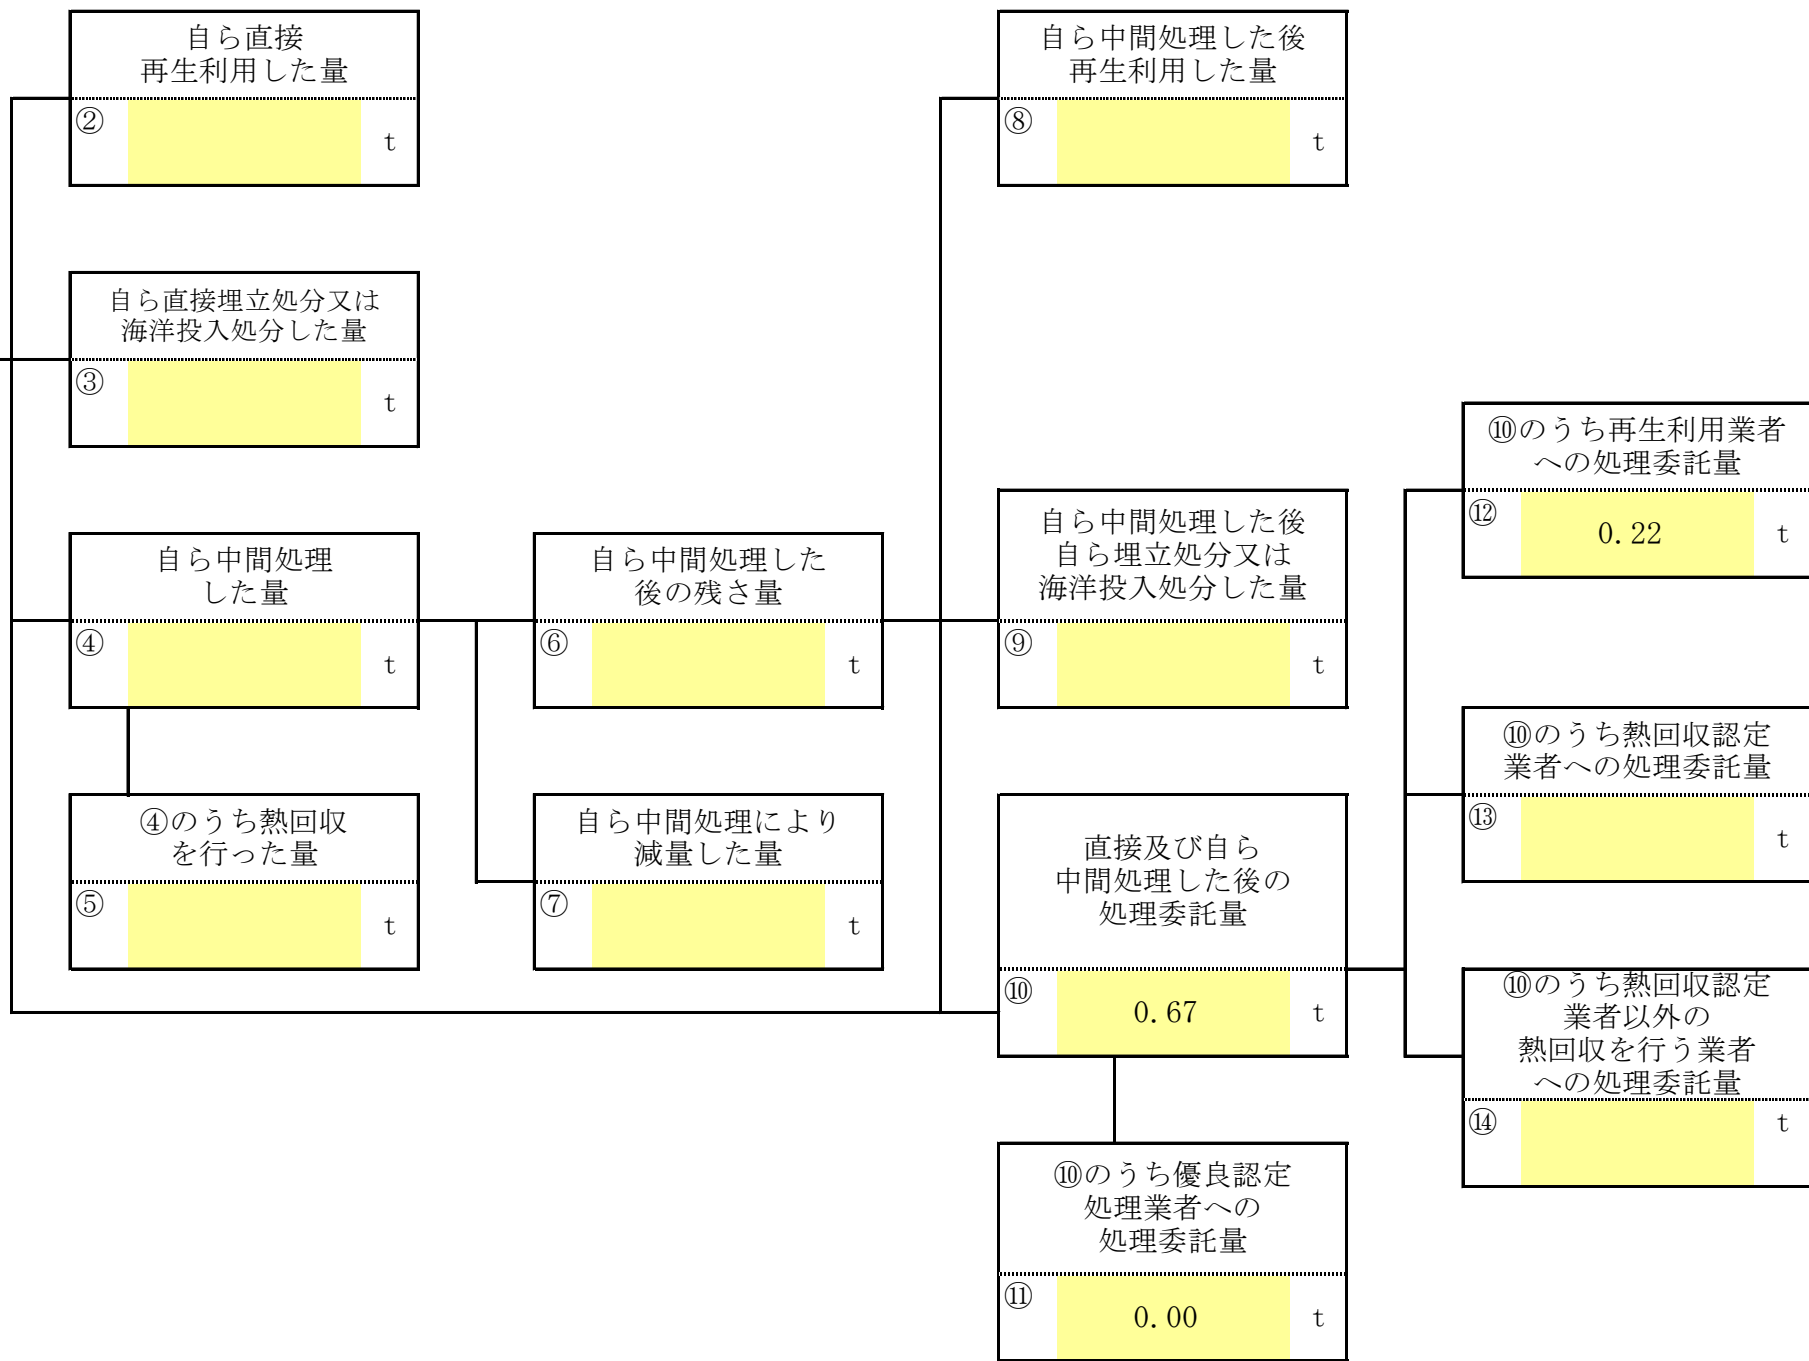 自ら直接
再生利用した量
②
t
自ら中間処理した後
再生利用した量
⑧
t
自ら直接埋立処分又は
海洋投入処分した量
③
t
⑩のうち再生利用業者
への処理委託量
⑫
0.22
t
自ら中間処理
した量
④
t
自ら中間処理した
後の残さ量
⑥
t
自ら中間処理した後
自ら埋立処分又は
海洋投入処分した量
⑨
t
⑩のうち熱回収認定
業者への処理委託量
⑬
t
④のうち熱回収
を行った量
⑤
t
自ら中間処理により
減量した量
⑦
t
直接及び自ら
中間処理した後の
処理委託量
⑩
0.67
t
⑩のうち熱回収認定
業者以外の
熱回収を行う業者
への処理委託量
⑭
t
⑩のうち優良認定
処理業者への
処理委託量
⑪
0.00
t